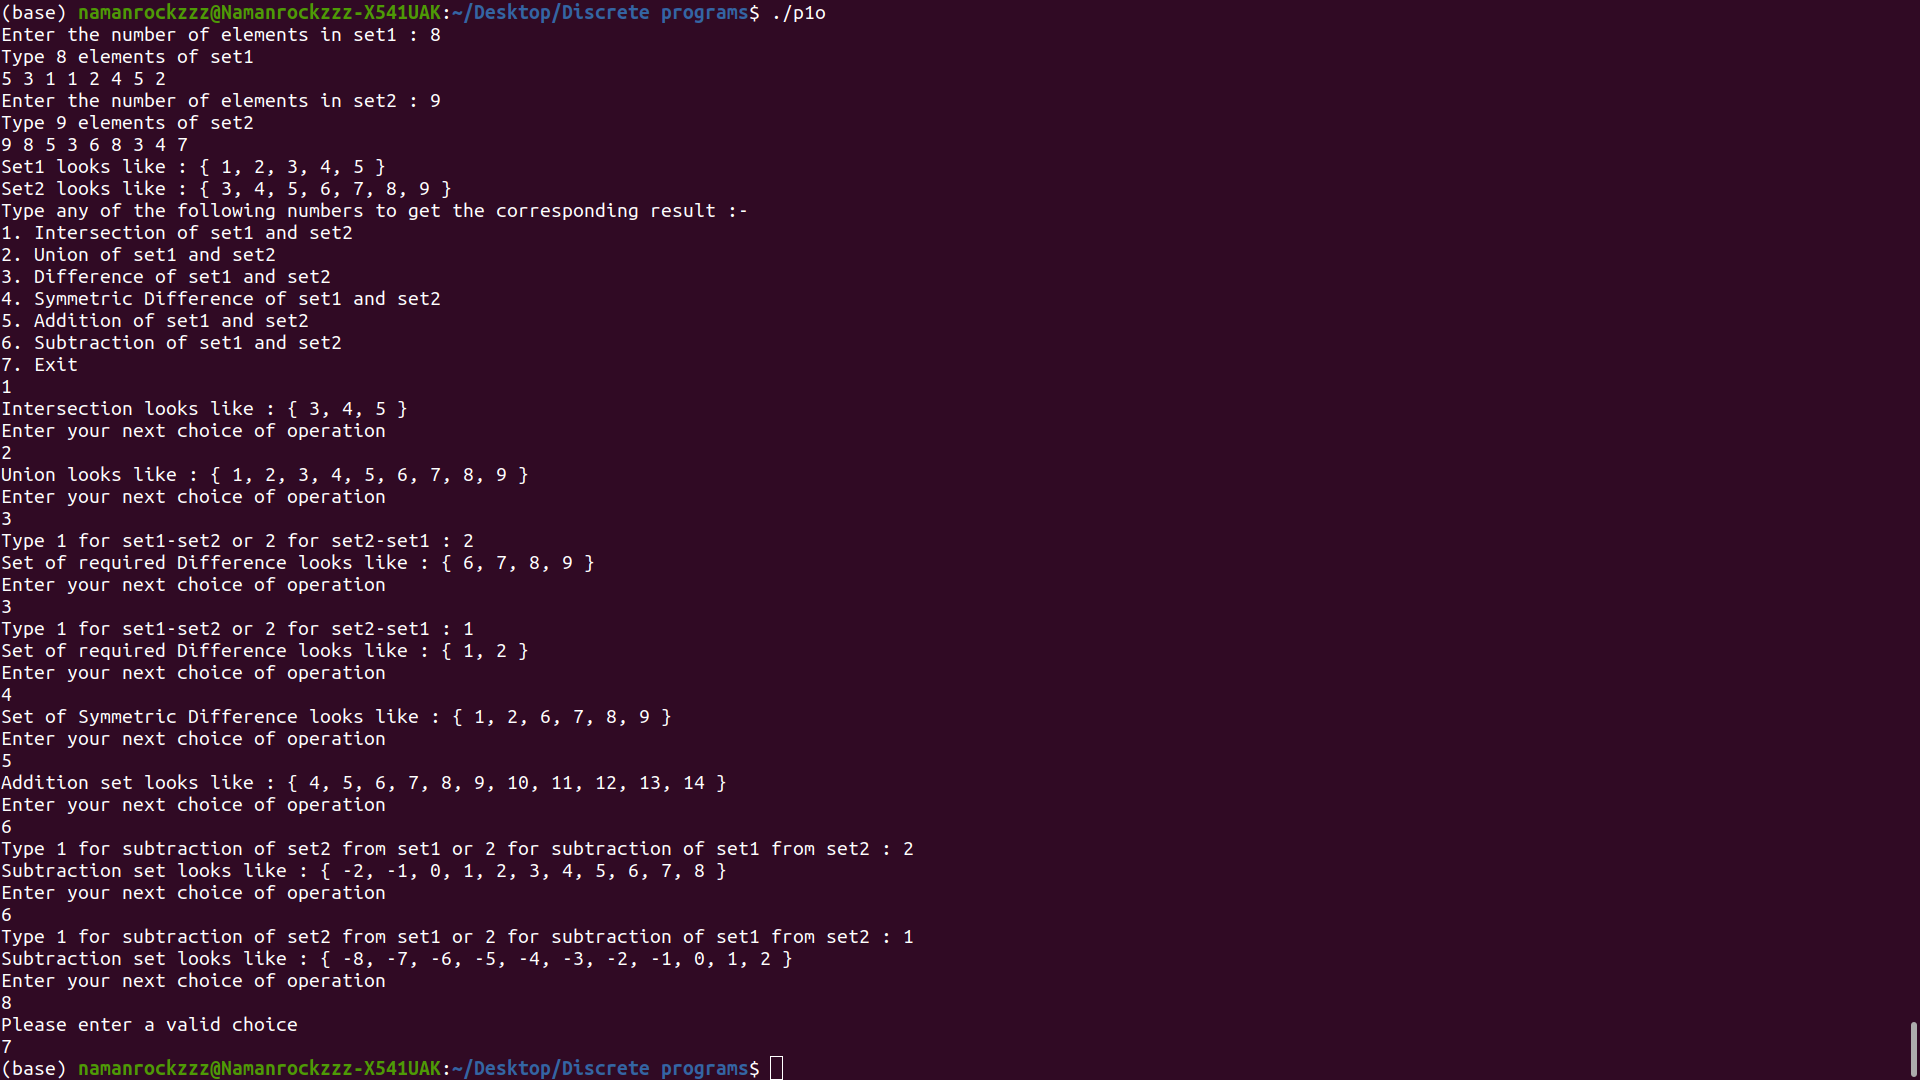 (base) namanrockzzz@Namanrockzzz-X541UAK:~/Desktop/Discrete programs$ ./p1o
Enter the number of elements in set1 : 8
Type 8 elements of set1
5 3 1 1 2 4 5 2
Enter the number of elements in set2 : 9
Type 9 elements of set2
9 8 5 3 6 8 3 4 7
Set1 looks like : { 1, 2, 3, 4, 5 }
Set2 looks like : { 3, 4, 5, 6, 7, 8, 9 }
Type any of the following numbers to get the corresponding result :-
1. Intersection of set1 and set2
2. Union of set1 and set2
3. Difference of set1 and set2
4. Symmetric Difference of set1 and set2
5. Addition of set1 and set2
6. Subtraction of set1 and set2
7. Exit
1
Intersection looks like : { 3, 4, 5 }
Enter your next choice of operation
2
Union looks like : { 1, 2, 3, 4, 5, 6, 7, 8, 9 }
Enter your next choice of operation
3
Type 1 for set1-set2 or 2 for set2-set1 : 2
Set of required Difference looks like : { 6, 7, 8, 9 }
Enter your next choice of operation
3
Type 1 for set1-set2 or 2 for set2-set1 : 1
Set of required Difference looks like : { 1, 2 }
Enter your next choice of operation
4
Set of Symmetric Difference looks like : { 1, 2, 6, 7, 8, 9 }
Enter your next choice of operation
5
Addition set looks like : { 4, 5, 6, 7, 8, 9, 10, 11, 12, 13, 14 }
Enter your next choice of operation
6
Type 1 for subtraction of set2 from set1 or 2 for subtraction of set1 from set2 : 2
Subtraction set looks like : { -2, -1, 0, 1, 2, 3, 4, 5, 6, 7, 8 }
Enter your next choice of operation
6
Type 1 for subtraction of set2 from set1 or 2 for subtraction of set1 from set2 : 1
Subtraction set looks like : { -8, -7, -6, -5, -4, -3, -2, -1, 0, 1, 2 }
Enter your next choice of operation
8
Please enter a valid choice
7
(base) namanrockzzz@Namanrockzzz-X541UAK:~/Desktop/Discrete programs$